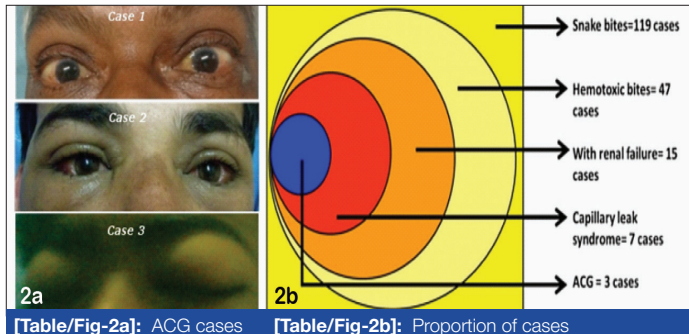 Case 1
Case 2
Case 3
2a
2b
Snake bites=119 cases
Hemotoxic bites= 47
cases
With renal failure= 15
cases
Capillary leak
syndrome= 7 cases
ACG = 3 cases
[Table/Fig-2a]: ACG cases
[Table/Fig-2b]: Proportion of cases